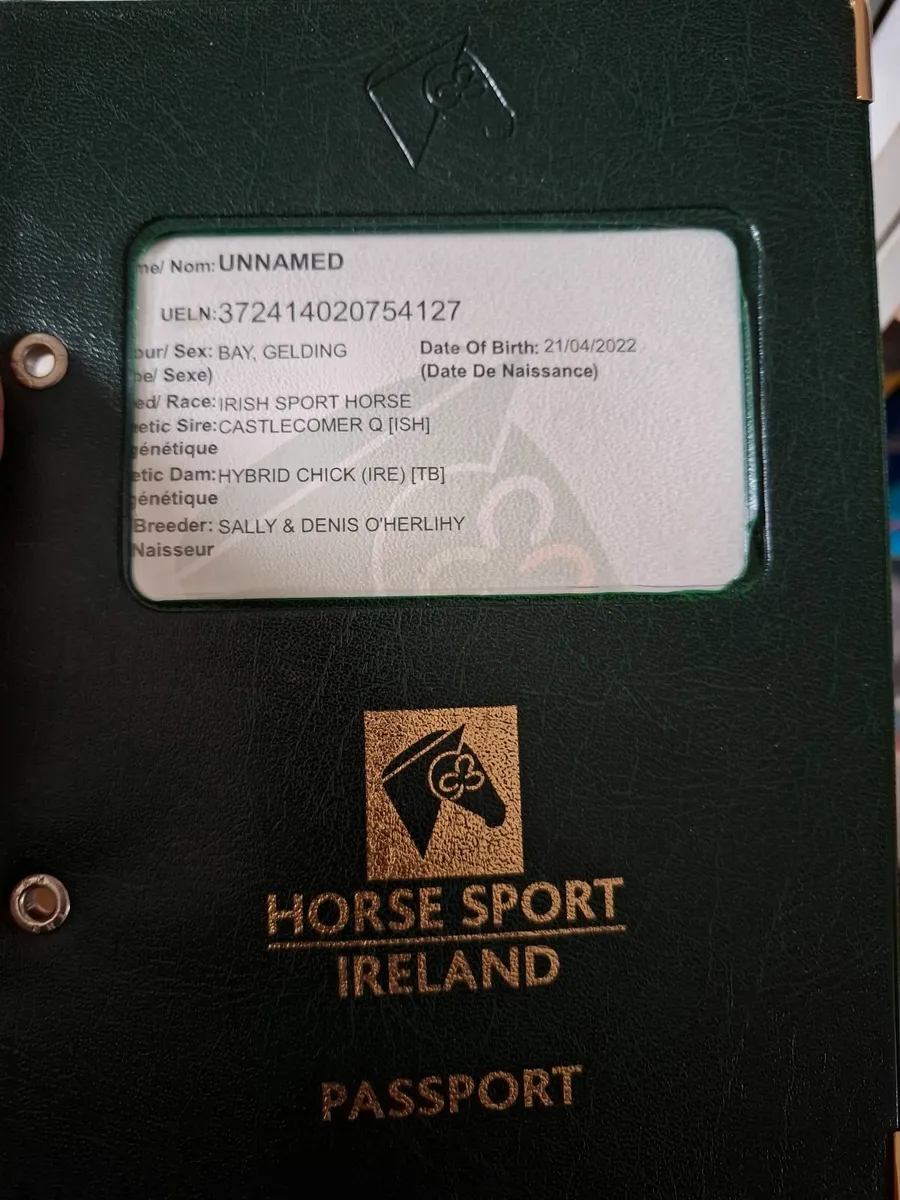 me/ Nom: UNNAMED
UELN: 372414020754127
our/ Sex: BAY, GELDING Date Of Birth: 21/04/2022
be/ Sexe) (Date De Naissance)
ed/ Race: IRISH SPORT HORSE
etic Sire: CASTLECOMER Q [ISH]
génétique
etic Dam: HYBRID CHICK (IRE) [TB]
génétique
Breeder: SALLY & DENIS O'HERLIHY
Naisseur
HORSE SPORT
IRELAND
PASSPORT